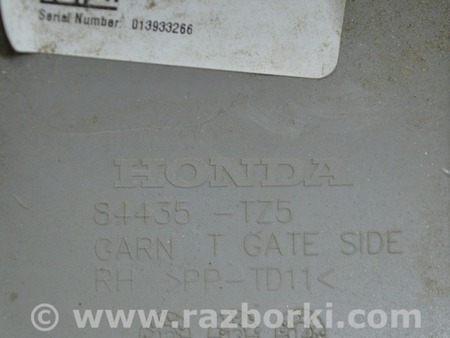 Serial Number: 013933266
HONDA
84435 -TZ5
GARN T GATE SIDE
RH >PP-TD11<
www.razborki.com